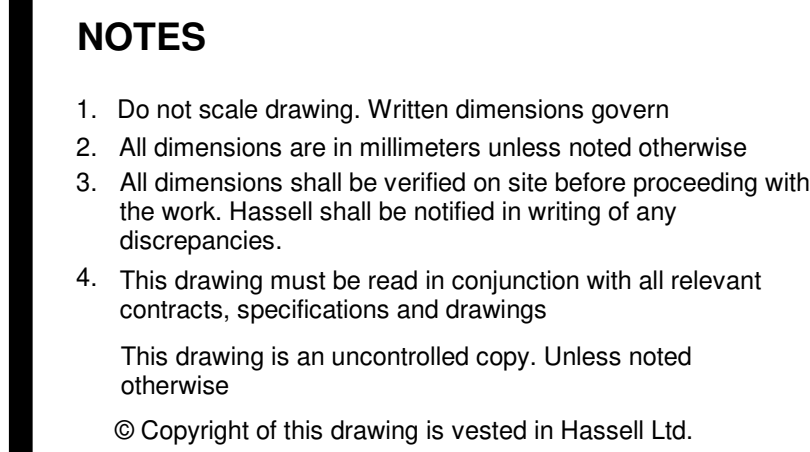 NOTES
1. Do not scale drawing. Written dimensions govern
2. All dimensions are in millimeters unless noted otherwise
3. All dimensions shall be verified on site before proceeding with
the work. Hassell shall be notified in writing of any
discrepancies.
4. This drawing must be read in conjunction with all relevant
contracts, specifications and drawings
This drawing is an uncontrolled copy. Unless noted
otherwise
© Copyright of this drawing is vested in Hassell Ltd.